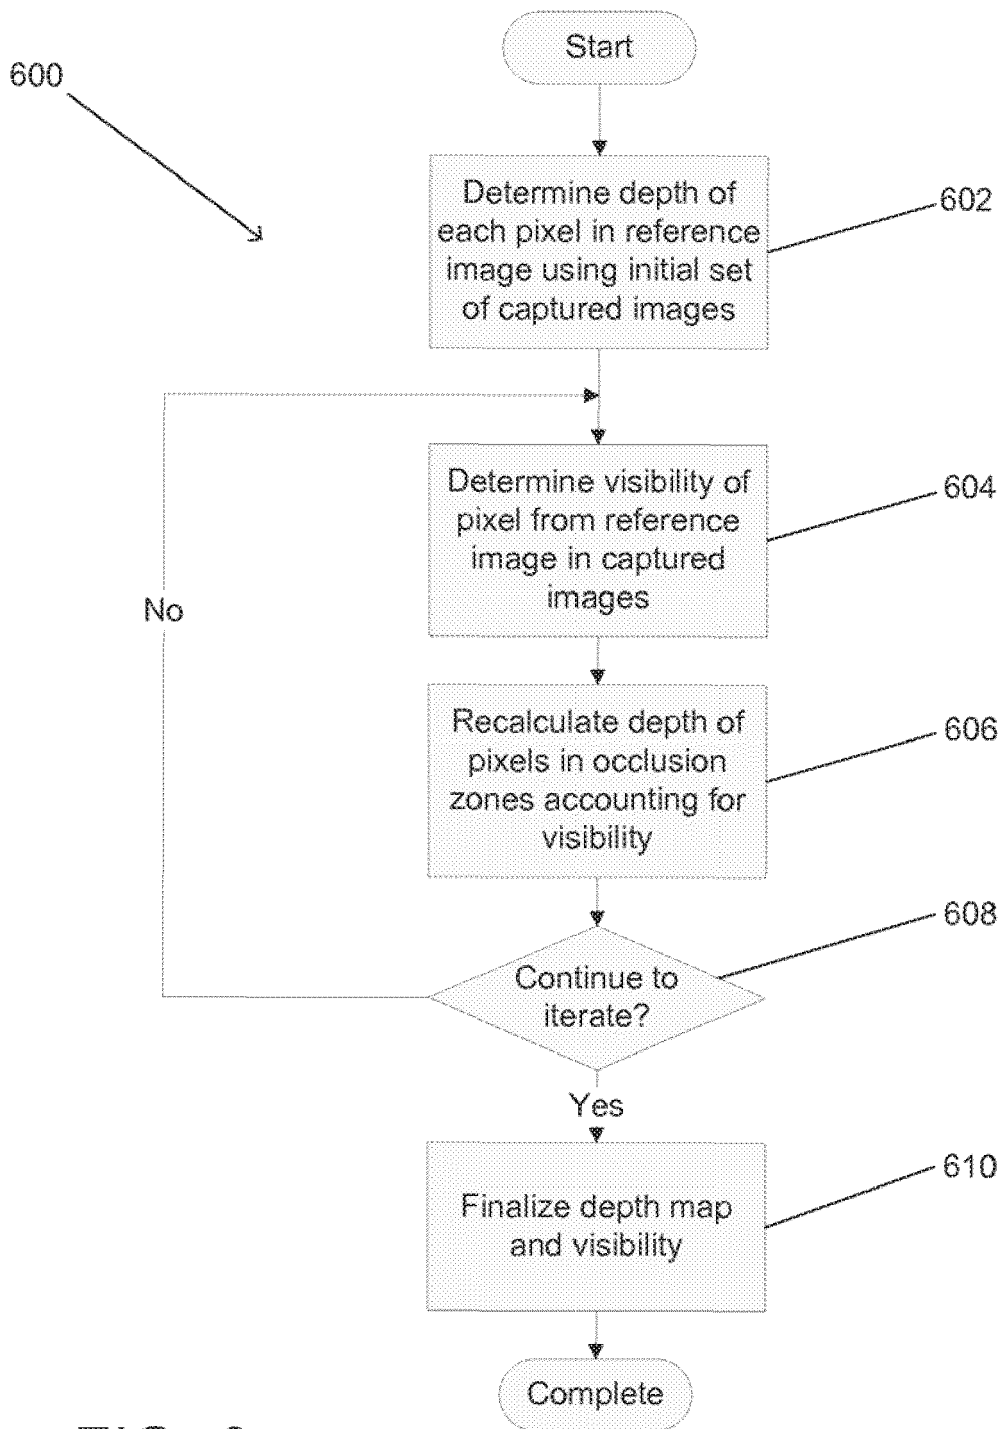 Start
600
Determine depth of
each pixel in reference
image using initial set
of captured images
602
Determine visibility of
pixel from reference
image in captured
images
604
No
Recalculate depth of
pixels in occlusion
zones accounting for
visibility
606
Continue to
iterate?
608
Yes
Finalize depth map
and visibility
610
Complete